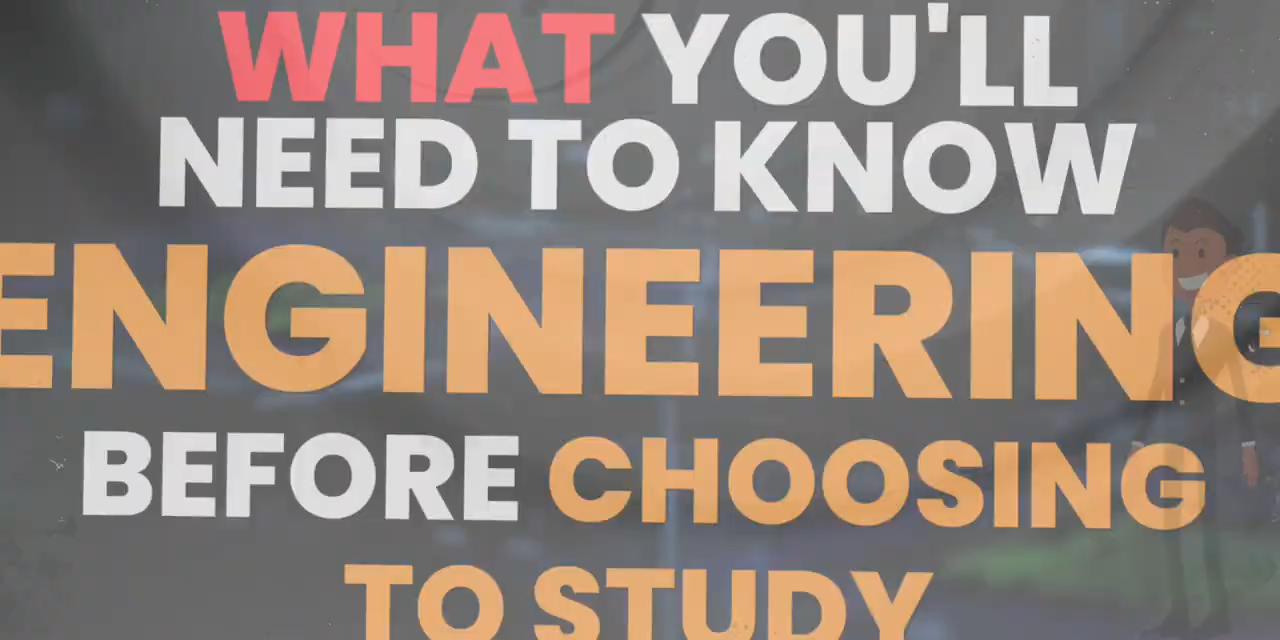 WHAT YOU'LL
NEED TO KNOW
ENGINEERING
BEFORE CHOOSING
TO STUDY